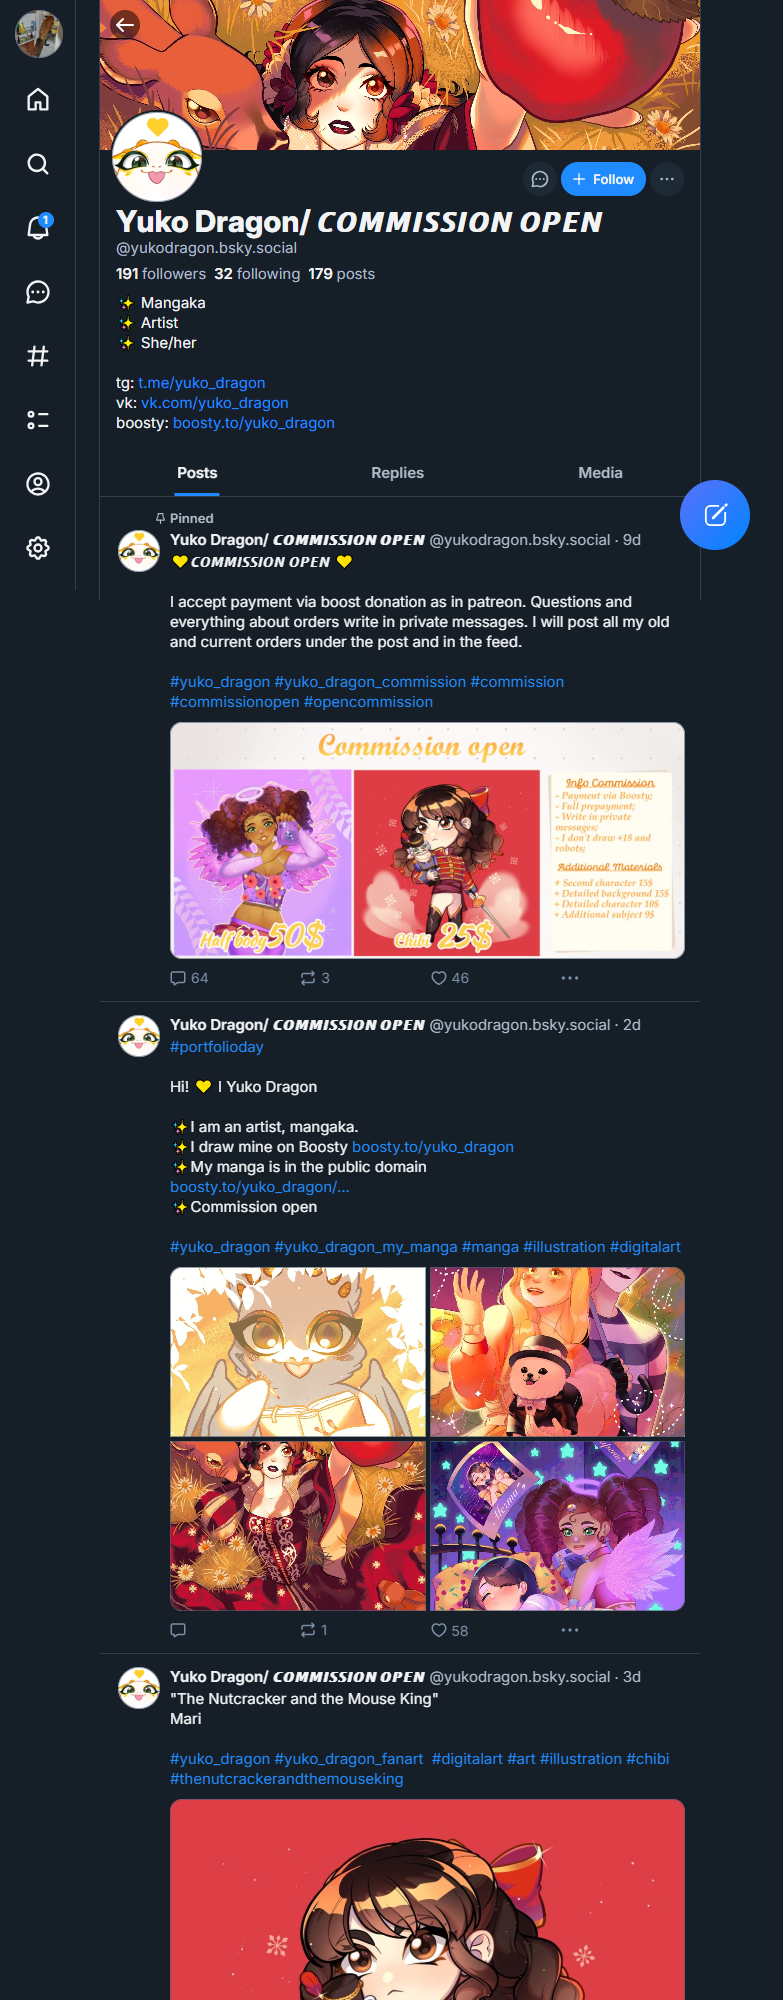 1
Follow
Yuko Dragon/ COMMISSION OPEN
@yukodragon.bsky.social
191 followers 32 following 179 posts
✨ Mangaka
✨ Artist
✨ She/her
tg: t.me/yuko_dragon
vk: vk.com/yuko_dragon
boosty: boosty.to/yuko_dragon
Posts Replies Media
Pinned
Yuko Dragon/ COMMISSION OPEN @yukodragon.bsky.social · 9d
💛COMMISSION OPEN 💛
I accept payment via boost donation as in patreon. Questions and
everything about orders write in private messages. I will post all my old
and current orders under the post and in the feed.
#yuko_dragon #yuko_dragon_commission #commission
#commissionopen #opencommission
Commission open
Half body 50$
Chibi 25$
Info Commission
- Payment via Boosty;
- Full prepayment;
- Write in private
messages;
- I don't draw +18 and
robots;
Additional Materials
+ Second character 15$
+ Detailed background 15$
+ Detailed character 10$
+ Additional subject 9$
64 3 46
Yuko Dragon/ COMMISSION OPEN @yukodragon.bsky.social · 2d
#portfolioday
Hi! 💛 I Yuko Dragon
✨I am an artist, mangaka.
✨I draw mine on Boosty boosty.to/yuko_dragon
✨My manga is in the public domain
boosty.to/yuko_dragon/...
✨Commission open
#yuko_dragon #yuko_dragon_my_manga #manga #illustration #digitalart
1 58
Yuko Dragon/ COMMISSION OPEN @yukodragon.bsky.social · 3d
"The Nutcracker and the Mouse King"
Mari
#yuko_dragon #yuko_dragon_fanart #digitalart #art #illustration #chibi
#thenutcrackerandthemouseking